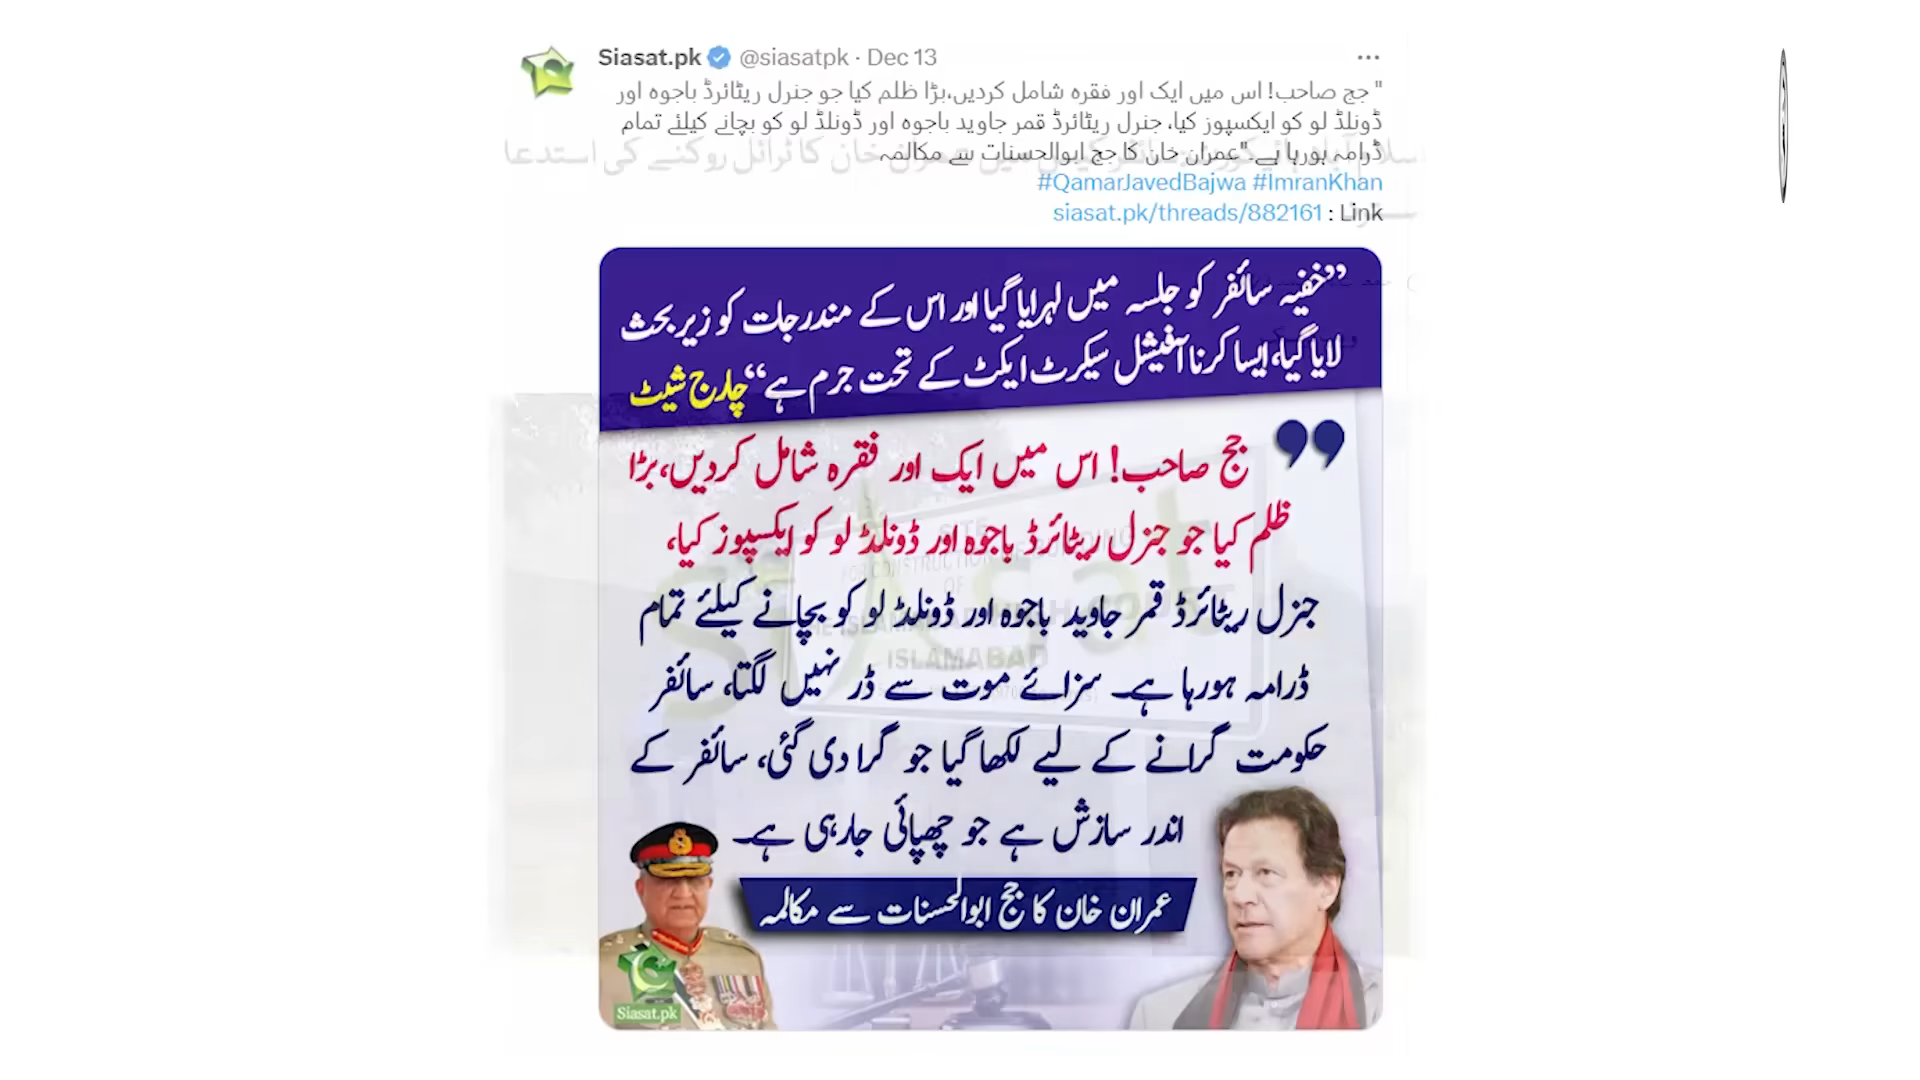 Siasat.pk @siasatpk · Dec 13
" جج صاحب! اس میں ایک اور فقرہ شامل کردیں،بڑا ظلم کیا جو جنرل ریٹائرڈ باجوہ اور
ڈونلڈ لو کو ایکسپوز کیا، جنرل ریٹائرڈ قمر جاوید باجوہ اور ڈونلڈ لو کو بچانے کیلئے تمام
ڈرامہ ہورہا ہے۔"عمران خان کا جج ابوالحسنات سے مکالمہ
#QamarJavedBajwa #ImranKhan
siasat.pk/threads/882161 : Link
”خفیہ سائفر کو جلسہ میں لہرایا گیا اور اس کے مندرجات کو زیر بحث
لایا گیا، ایسا کرنا آفیشل سیکرٹ ایکٹ کے تحت جرم ہے“ چارج شیٹ
جج صاحب! اس میں ایک اور فقرہ شامل کردیں،بڑا
ظلم کیا جو جنرل ریٹائرڈ باجوہ اور ڈونلڈ لو کو ایکسپوز کیا،
جنرل ریٹائرڈ قمر جاوید باجوہ اور ڈونلڈ لو کو بچانے کیلئے تمام
ڈرامہ ہورہا ہے۔ سزائے موت سے ڈر نہیں لگتا، سائفر
حکومت گرانے کے لیے لکھا گیا جو گرا دی گئی، سائفر کے
اندر سازش ہے جو چھپائی جارہی ہے۔
عمران خان کا جج ابوالحسنات سے مکالمہ
Siasat.pk
ISLAMABAD